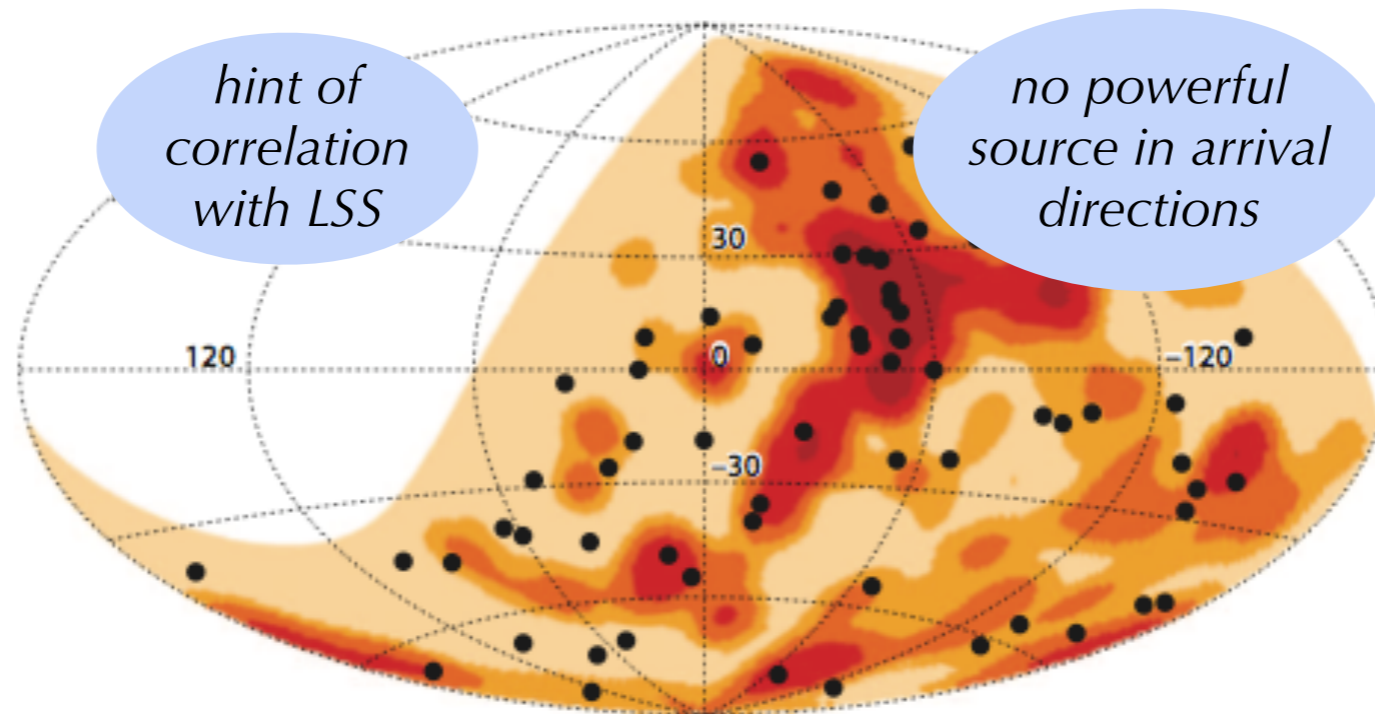 hint of
correlation
with LSS
no powerful
source in arrival
directions
30
120
0
−120
−30